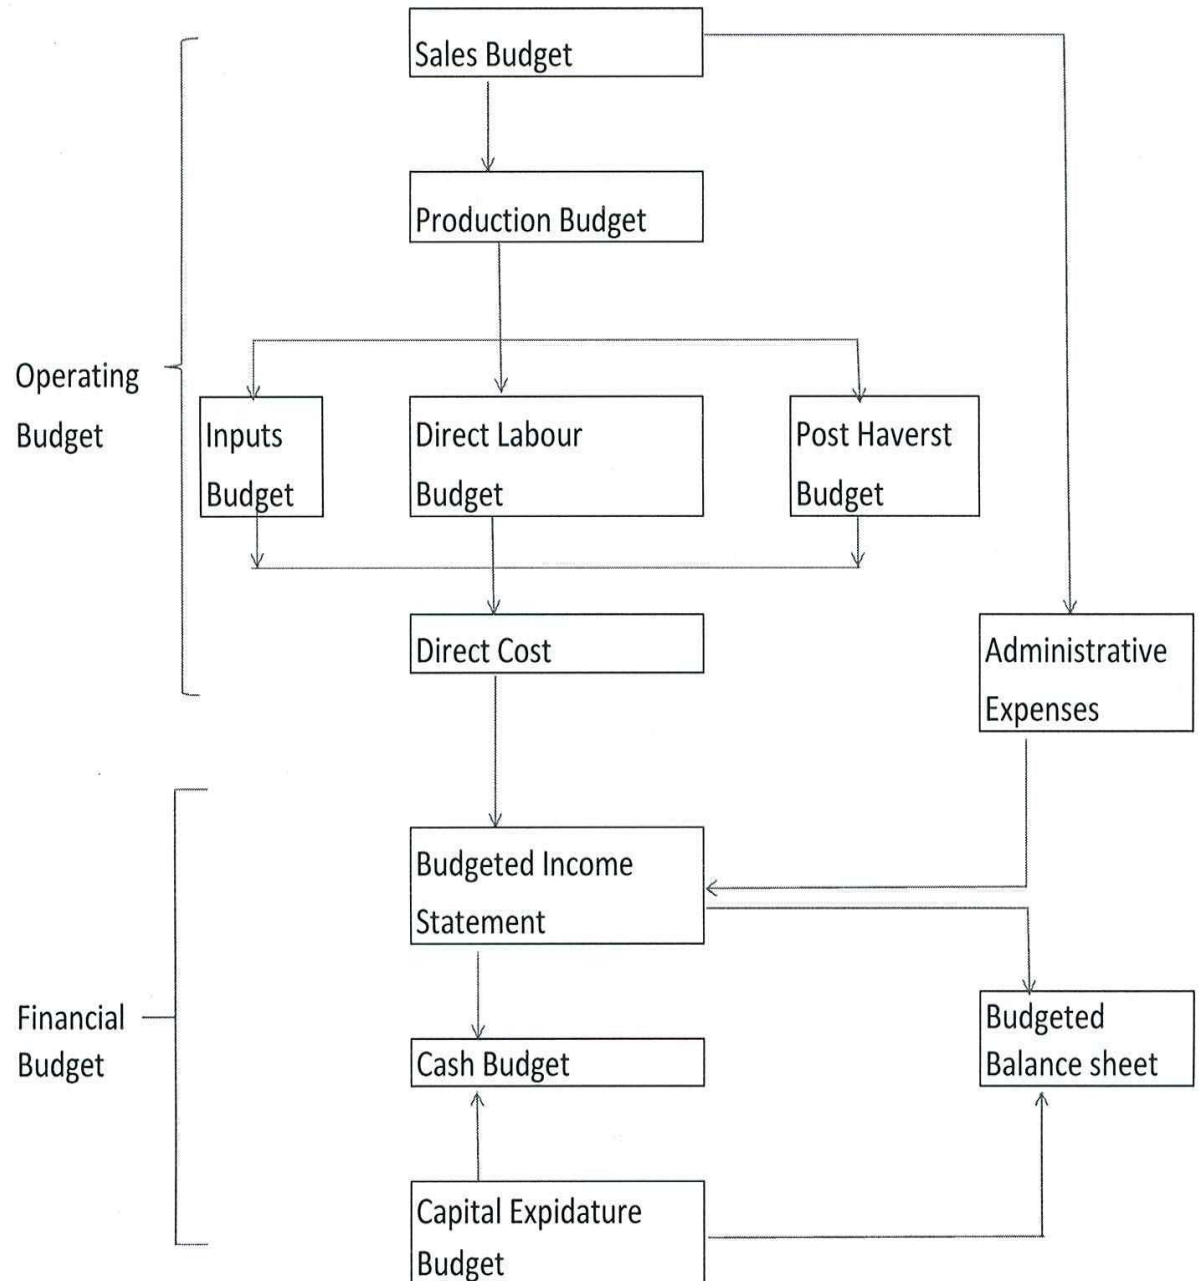 Sales Budget
Production Budget
Operating
Budget
Inputs
Budget
Direct Labour
Budget
Post Haverst
Budget
Direct Cost
Administrative
Expenses
Budgeted Income
Statement
Financial
Budget
Cash Budget
Budgeted
Balance sheet
Capital Expidature
Budget